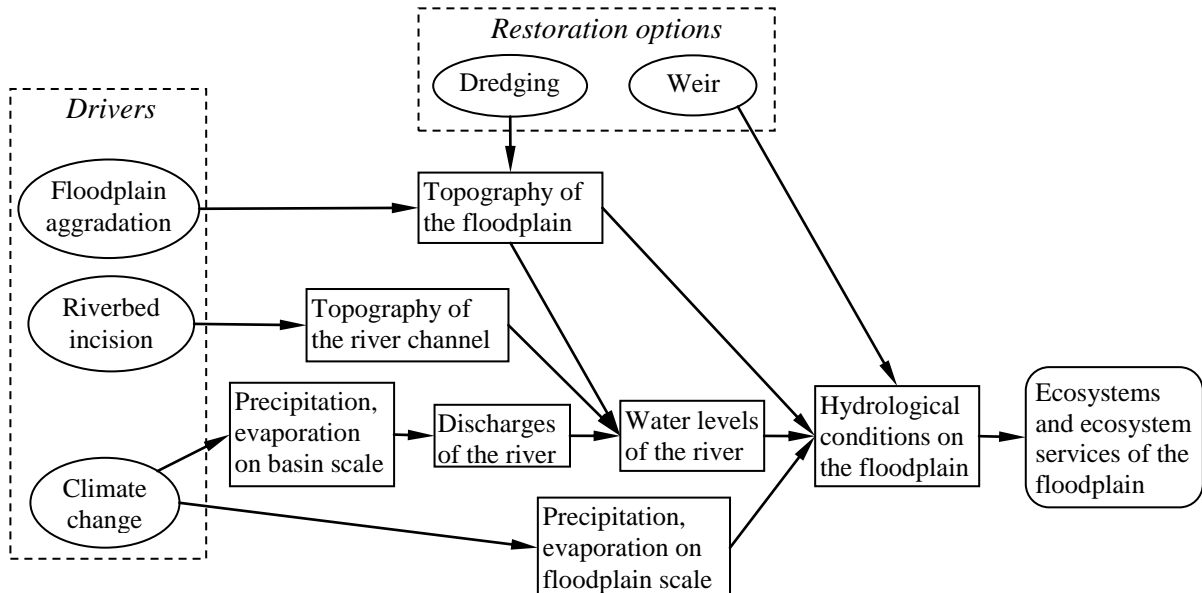 Restoration options
Dredging
Weir
Drivers
Floodplain
aggradation
Topography of
the floodplain
Riverbed
incision
Topography of
the river channel
Precipitation,
evaporation
on basin scale
Discharges
of the river
Water levels
of the river
Hydrological
conditions on
the floodplain
Ecosystems
and ecosystem
services of the
floodplain
Climate
change
Precipitation,
evaporation on
floodplain scale